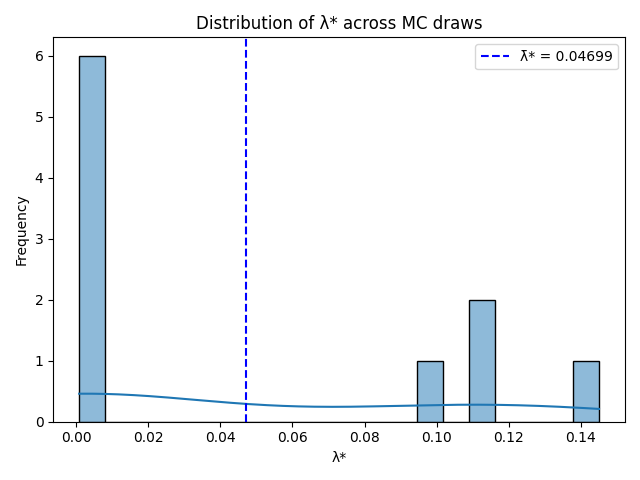 Distribution of λ* across MC draws
λ̄* = 0.04699
Frequency
6
5
4
3
2
1
0
0.00 0.02 0.04 0.06 0.08 0.10 0.12 0.14
λ*